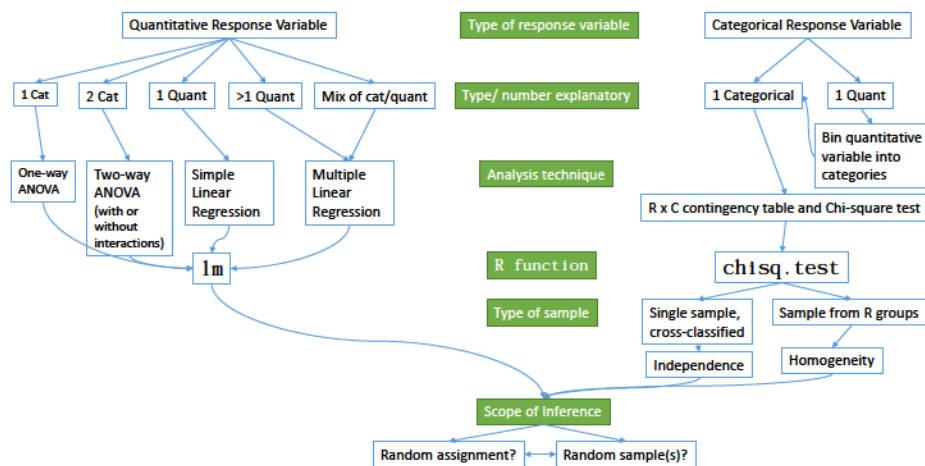 Quantitative Response Variable
Type of response variable
Categorical Response Variable
1 Cat
2 Cat
1 Quant
>1 Quant
Mix of cat/quant
Type/ number explanatory
1 Categorical
1 Quant
Bin quantitative
variable into
categories
One-way
ANOVA
Two-way
ANOVA
(with or
without
interactions)
Simple
Linear
Regression
Multiple
Linear
Regression
Analysis technique
R x C contingency table and Chi-square test
lm
R function
chisq.test
Type of sample
Single sample,
cross-classified
Sample from R groups
Independence
Homogeneity
Scope of Inference
Random assignment?
Random sample(s)?